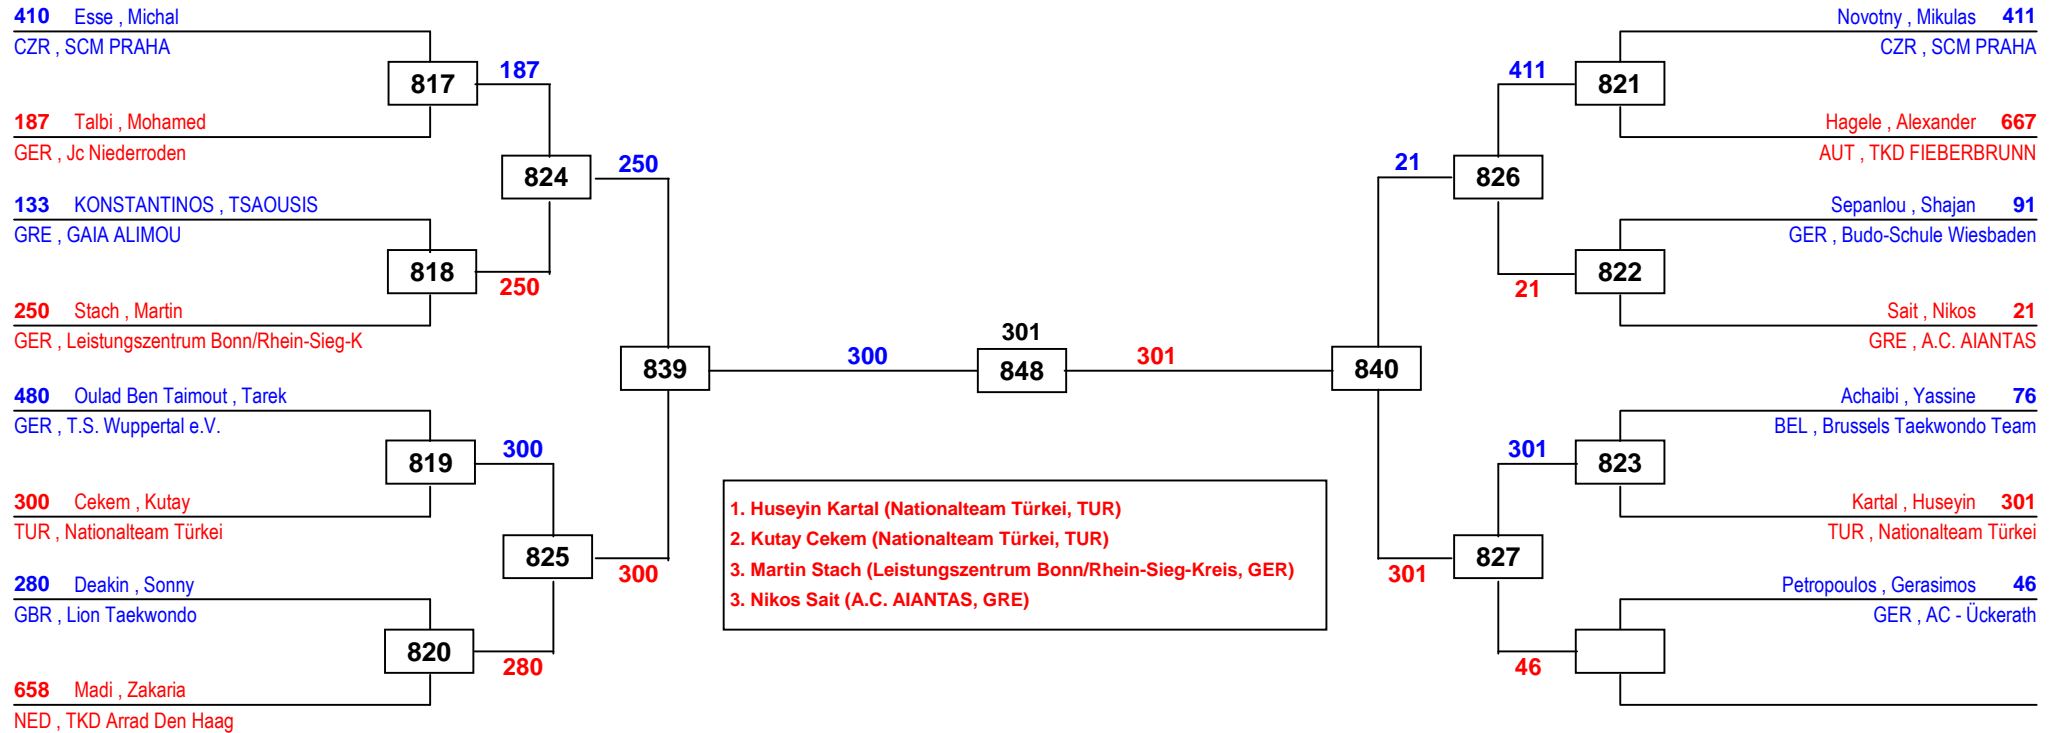 410 Esse , Michal
CZR , SCM PRAHA
817
187
187 Talbi , Mohamed
GER , Jc Niederroden
824
250
133 KONSTANTINOS , TSAOUSIS
GRE , GAIA ALIMOU
818
250
250 Stach , Martin
GER , Leistungszentrum Bonn/Rhein-Sieg-K
839
300
480 Oulad Ben Taimout , Tarek
GER , T.S. Wuppertal e.V.
819
300
300 Cekem , Kutay
TUR , Nationalteam Türkei
825
300
280 Deakin , Sonny
GBR , Lion Taekwondo
820
280
658 Madi , Zakaria
NED , TKD Arrad Den Haag
301
848
301
1. Huseyin Kartal (Nationalteam Türkei, TUR)
2. Kutay Cekem (Nationalteam Türkei, TUR)
3. Martin Stach (Leistungszentrum Bonn/Rhein-Sieg-Kreis, GER)
3. Nikos Sait (A.C. AIANTAS, GRE)
Novotny , Mikulas 411
CZR , SCM PRAHA
411
821
Hagele , Alexander 667
AUT , TKD FIEBERBRUNN
21
826
Sepanlou , Shajan 91
GER , Budo-Schule Wiesbaden
822
21
Sait , Nikos 21
GRE , A.C. AIANTAS
840
Achaibi , Yassine 76
BEL , Brussels Taekwondo Team
301
823
Kartal , Huseyin 301
TUR , Nationalteam Türkei
827
301
Petropoulos , Gerasimos 46
GER , AC - Ückerath
46